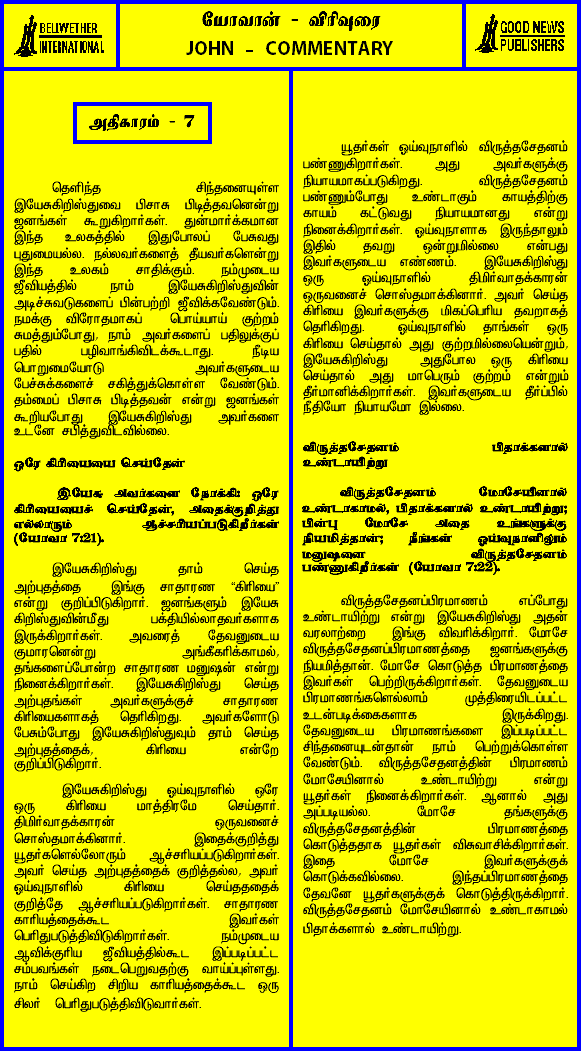 BELWETHER
INTERNATIONAL
யோவான் - விரிவுரை
JOHN - COMMENTARY
GOOD NEWS
PUBLISHERS
அதிகாரம் - 7
தெளிந்த சிந்தனையுள்ள
இயேசுகிறிஸ்துவை பிசாசு பிடித்தவனென்று
ஜனங்கள் கூறுகிறார்கள். துன்மார்க்கமான
இந்த உலகத்தில் இதுபோலப் பேசுவது
புதுமையல்ல. நல்லவர்களைத் தீயவர்களென்று
இந்த உலகம் சாதிக்கும். நம்முடைய
ஜீவியத்தில் நாம் இயேசுகிறிஸ்துவின்
அடிச்சுவடுகளைப் பின்பற்றி ஜீவிக்கவேண்டும்.
நமக்கு விரோதமாகப் பொய்யாய் குற்றம்
சுமத்தும்போது, நாம் அவர்களைப் பதிலுக்குப்
பதில் பழிவாங்கிவிடக்கூடாது. நீடிய
பொறுமையோடு அவர்களுடைய
பேச்சுக்களைச் சகித்துக்கொள்ள வேண்டும்.
தம்மைப் பிசாசு பிடித்தவன் என்று ஜனங்கள்
கூறியபோது இயேசுகிறிஸ்து அவர்களை
உடனே சபித்துவிடவில்லை.
ஒரே கிரியையை செய்தேன்
இயேசு அவர்களை நோக்கி: ஒரே
கிரியையைச் செய்தேன், அதைக்குறித்து
எல்லாரும் ஆச்சரியப்படுகிறீர்கள்
(யோவா 7:21).
இயேசுகிறிஸ்து தாம் செய்த
அற்புதத்தை இங்கு சாதாரண “கிரியை”
என்று குறிப்பிடுகிறார். ஜனங்களும் இயேசு
கிறிஸ்துவின்மீது பக்தியில்லாதவர்களாக
இருக்கிறார்கள். அவரைத் தேவனுடைய
குமாரனென்று அங்கீகரிக்காமல்,
தங்களைப்போன்ற சாதாரண மனுஷன் என்று
நினைக்கிறார்கள். இயேசுகிறிஸ்து செய்த
அற்புதங்கள் அவர்களுக்குச் சாதாரண
கிரியைகளாகத் தெரிகிறது. அவர்களோடு
பேசும்போது இயேசுகிறிஸ்துவும் தாம் செய்த
அற்புதத்தைக், கிரியை என்றே
குறிப்பிடுகிறார்.
இயேசுகிறிஸ்து ஓய்வுநாளில் ஒரே
ஒரு கிரியை மாத்திரமே செய்தார்.
திமிர்வாதக்காரன் ஒருவனைச்
சொஸ்தமாக்கினார். இதைக்குறித்து
யூதர்களெல்லோரும் ஆச்சரியப்படுகிறார்கள்.
அவர் செய்த அற்புதத்தைக் குறித்தல்ல, அவர்
ஓய்வுநாளில் கிரியை செய்ததைக்
குறித்தே ஆச்சரியப்படுகிறார்கள். சாதாரண
காரியத்தைக்கூட இவர்கள்
பெரிதுபடுத்திவிடுகிறார்கள். நம்முடைய
ஆவிக்குரிய ஜீவியத்தில்கூட இப்படிப்பட்ட
சம்பவங்கள் நடைபெறுவதற்கு வாய்ப்புள்ளது.
நாம் செய்கிற சிறிய காரியத்தைக்கூட ஒரு
சிலர் பெரிதுபடுத்திவிடுவார்கள்.
யூதர்கள் ஓய்வுநாளில் விருத்தசேதனம்
பண்ணுகிறார்கள். அது அவர்களுக்கு
நியாயமாகப்படுகிறது. விருத்தசேதனம்
பண்ணும்போது உண்டாகும் காயத்திற்கு
காயம் கட்டுவது நியாயமானது என்று
நினைக்கிறார்கள். ஓய்வுநாளாக இருந்தாலும்
இதில் தவறு ஒன்றுமில்லை என்பது
இவர்களுடைய எண்ணம். இயேசுகிறிஸ்து
ஒரு ஓய்வுநாளில் திமிர்வாதக்காரன்
ஒருவனைச் சொஸ்தமாக்கினார். அவர் செய்த
கிரியை இவர்களுக்கு மிகப்பெரிய தவறாகத்
தெரிகிறது. ஓய்வுநாளில் தாங்கள் ஒரு
கிரியை செய்தால் அது குற்றமில்லையென்றும்,
இயேசுகிறிஸ்து அதுபோல ஒரு கிரியை
செய்தால் அது மாபெரும் குற்றம் என்றும்
தீர்மானிக்கிறார்கள். இவர்களுடைய தீர்ப்பில்
நீதியோ நியாயமோ இல்லை.
விருத்தசேதனம் பிதாக்களால்
உண்டாயிற்று
விருத்தசேதனம் மோசேயினால்
உண்டாகாமல், பிதாக்களால் உண்டாயிற்று;
பின்பு மோசே அதை உங்களுக்கு
நியமித்தான்; நீங்கள் ஓய்வுநாளிலும்
மனுஷனை விருத்தசேதனம்
பண்ணுகிறீர்கள் (யோவா 7:22).
விருத்தசேதனப்பிரமாணம் எப்போது
உண்டாயிற்று என்று இயேசுகிறிஸ்து அதன்
வரலாற்றை இங்கு விவரிக்கிறார். மோசே
விருத்தசேதனப்பிரமாணத்தை ஜனங்களுக்கு
நியமித்தான். மோசே கொடுத்த பிரமாணத்தை
இவர்கள் பெற்றிருக்கிறார்கள். தேவனுடைய
பிரமாணங்களெல்லாம் முத்திரையிடப்பட்ட
உடன்படிக்கைகளாக இருக்கிறது.
தேவனுடைய பிரமாணங்களை இப்படிப்பட்ட
சிந்தனையுடன்தான் நாம் பெற்றுக்கொள்ள
வேண்டும். விருத்தசேதனத்தின் பிரமாணம்
மோசேயினால் உண்டாயிற்று என்று
யூதர்கள் நினைக்கிறார்கள். ஆனால் அது
அப்படியல்ல. மோசே தங்களுக்கு
விருத்தசேதனத்தின் பிரமாணத்தை
கொடுத்ததாக யூதர்கள் விசுவாசிக்கிறார்கள்.
இதை மோசே இவர்களுக்குக்
கொடுக்கவில்லை. இந்தப்பிரமாணத்தை
தேவனே யூதர்களுக்குக் கொடுத்திருக்கிறார்.
விருத்தசேதனம் மோசேயினால் உண்டாகாமல்
பிதாக்களால் உண்டாயிற்று.